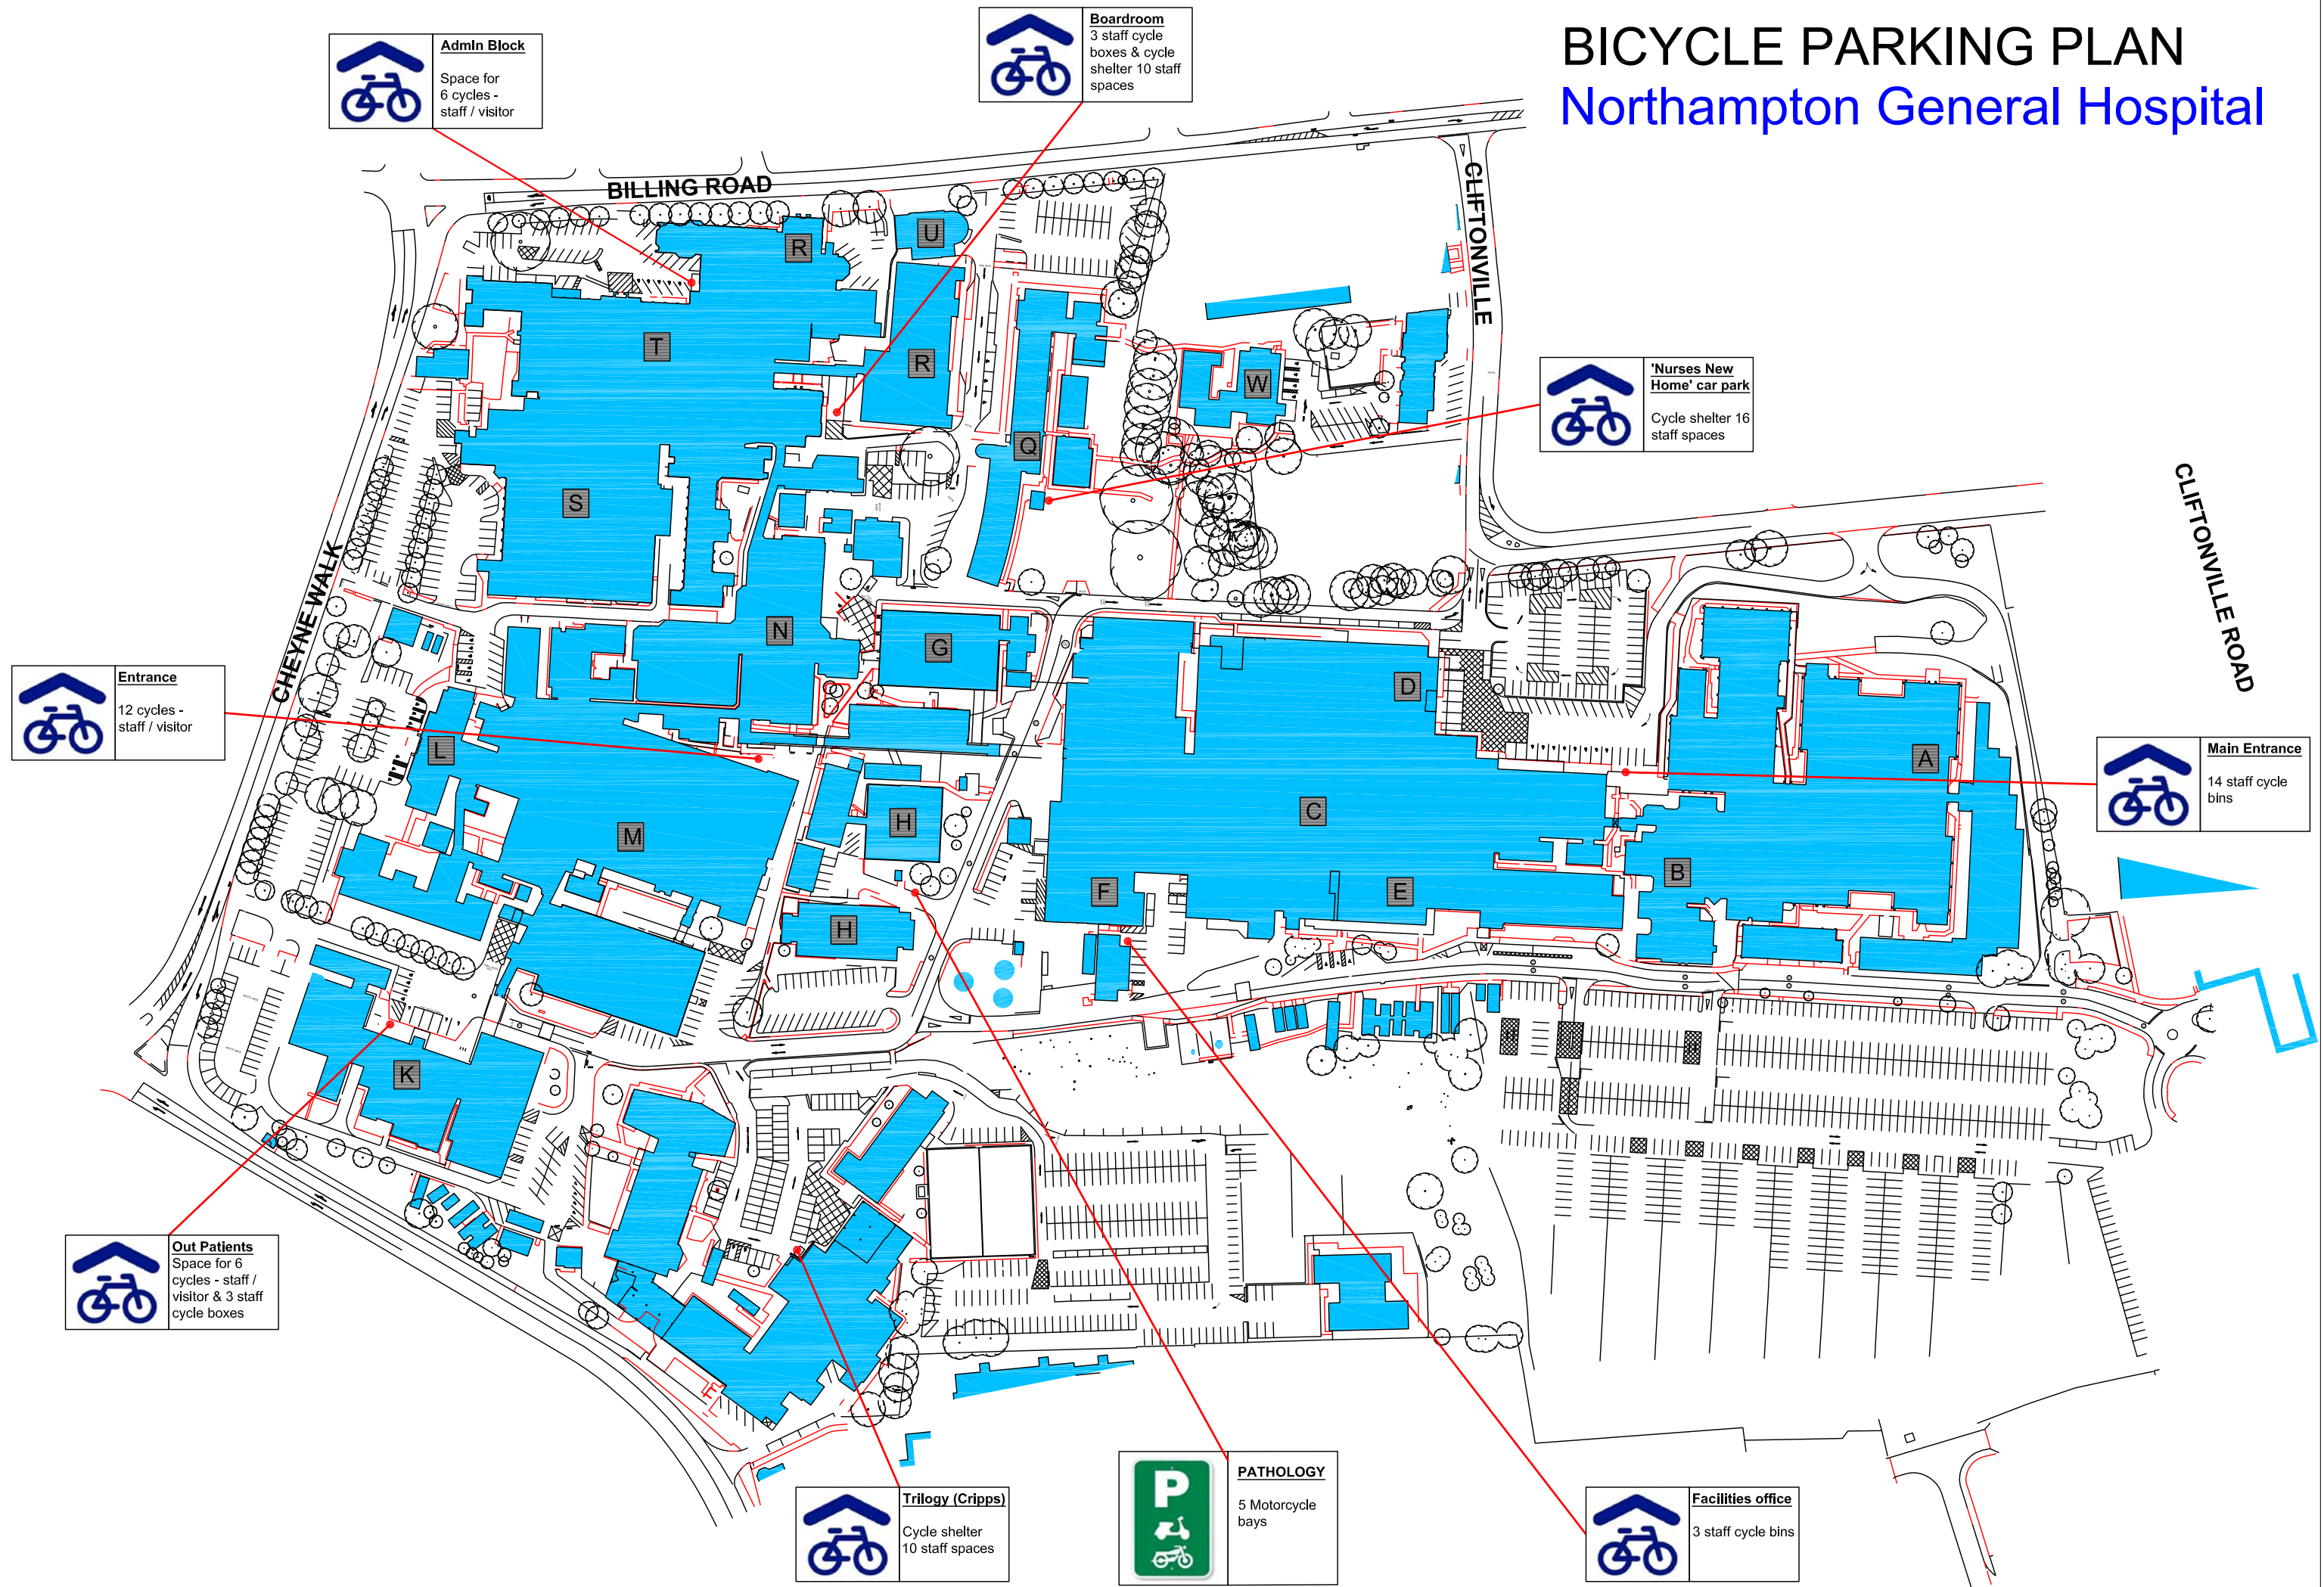 BICYCLE PARKING PLAN
Northampton General Hospital
Admin Block
Space for
6 cycles -
staff / visitor
Boardroom
3 staff cycle
boxes & cycle
shelter 10 staff
spaces
BILLING ROAD
CLIFTONVILLE
R
U
T
R
W
'Nurses New
Home' car park
Cycle shelter 16
staff spaces
Q
S
CLIFTONVILLE ROAD
CHEYNE WALK
N
G
D
Entrance
12 cycles -
staff / visitor
L
A
Main Entrance
14 staff cycle
bins
M
H
C
B
F
E
H
K
Out Patients
Space for 6
cycles - staff /
visitor & 3 staff
cycle boxes
Trilogy (Cripps)
Cycle shelter
10 staff spaces
P
PATHOLOGY
5 Motorcycle
bays
Facilities office
3 staff cycle bins